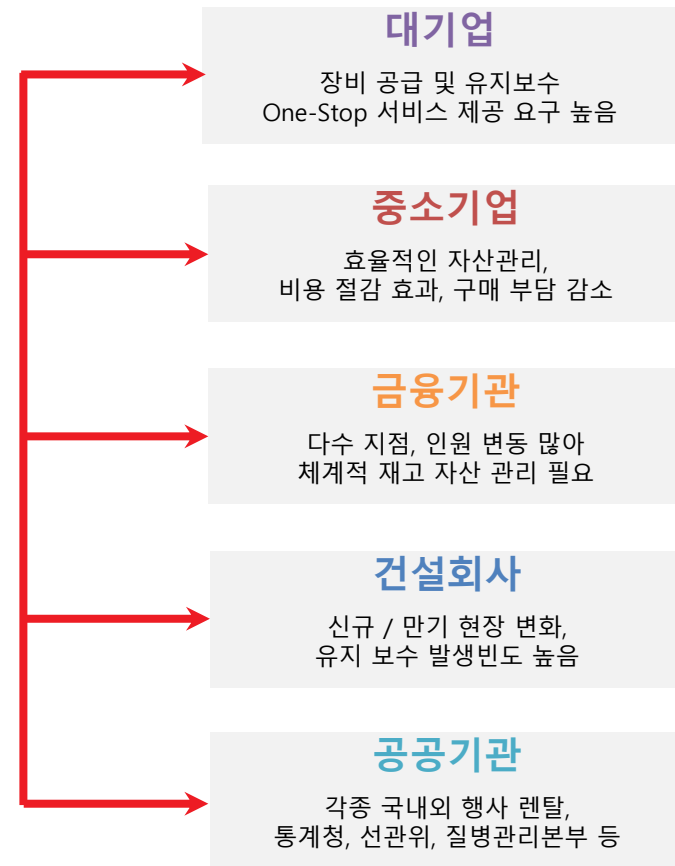 대기업
장비 공급 및 유지보수
One-Stop 서비스 제공 요구 높음
중소기업
효율적인 자산관리,
비용 절감 효과, 구매 부담 감소
금융기관
다수 지점, 인원 변동 많아
체계적 재고 자산 관리 필요
건설회사
신규 / 만기 현장 변화,
유지 보수 발생빈도 높음
공공기관
각종 국내외 행사 렌탈,
통계청, 선관위, 질병관리본부 등